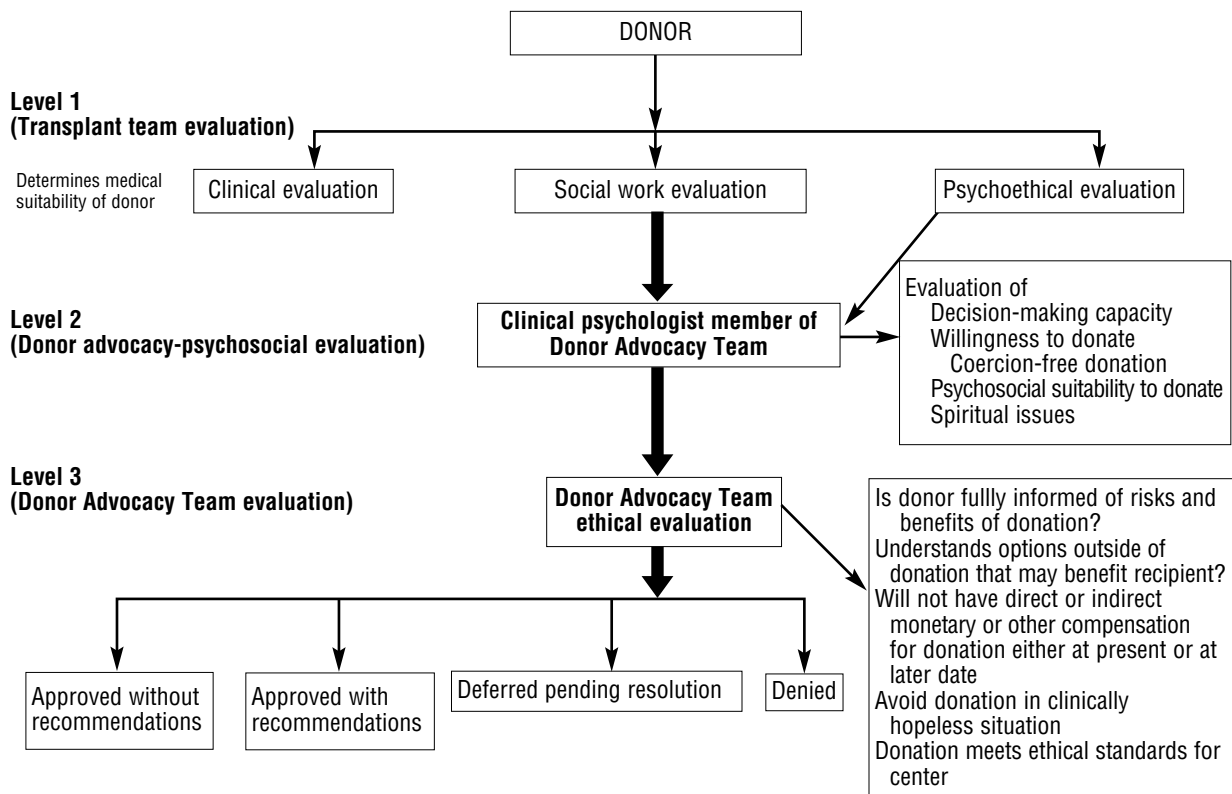 DONOR
Level 1
(Transplant team evaluation)
Determines medical
suitability of donor
Clinical evaluation
Social work evaluation
Psychoethical evaluation
Level 2
(Donor advocacy-psychosocial evaluation)
Clinical psychologist member of
Donor Advocacy Team
Evaluation of
Decision-making capacity
Willingness to donate
Coercion-free donation
Psychosocial suitability to donate
Spiritual issues
Level 3
(Donor Advocacy Team evaluation)
Donor Advocacy Team
ethical evaluation
Is donor fullly informed of risks and
benefits of donation?
Understands options outside of
donation that may benefit recipient?
Will not have direct or indirect
monetary or other compensation
for donation either at present or at
later date
Avoid donation in clinically
hopeless situation
Donation meets ethical standards for
center
Approved without
recommendations
Approved with
recommendations
Deferred pending resolution
Denied